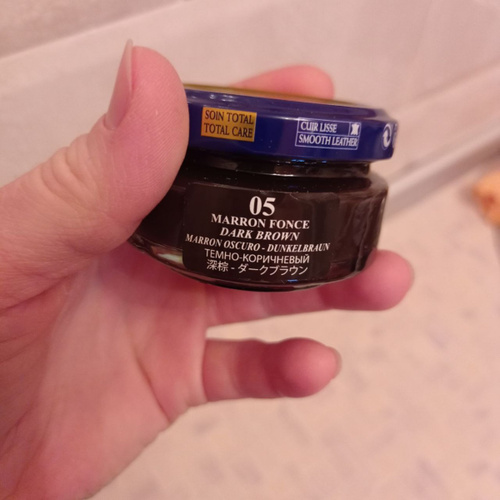 SOIN TOTAL
TOTAL CARE
CUIR LISSE
SMOOTH LEATHER
05
MARRON FONCE
DARK BROWN
MARRON OSCURO - DUNKELBRAUN
ТЕМНО-КОРИЧНЕВЫЙ
深棕 - ダークブラウン